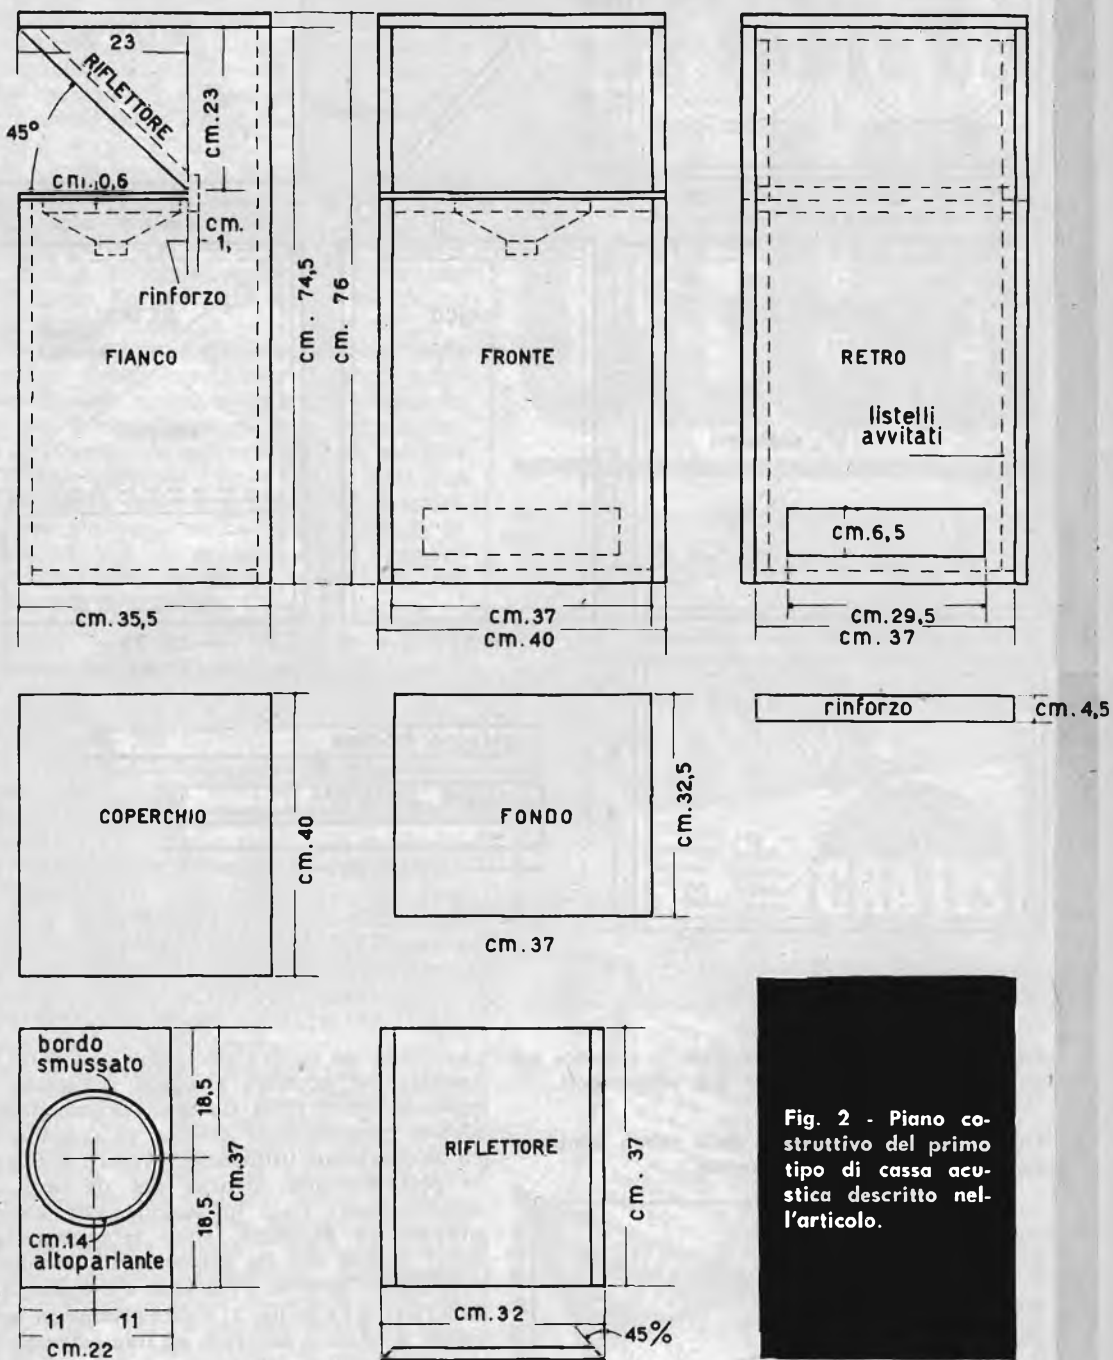 23
RIFLETTORE
45°
cm. 23
cm. 0,6
cm.
1,
rinforzo
FIANCO
cm. 74,5
cm. 76
cm. 35,5
FRONTE
cm. 37
cm. 40
RETRO
listelli
avvitati
cm. 6,5
cm. 29,5
cm. 37
COPERCHIO
cm. 40
FONDO
cm. 32,5
cm. 37
rinforzo
cm. 4,5
bordo
smussato
18,5
cm. 37
18,5
cm. 14
altoparlante
11
11
cm. 22
RIFLETTORE
cm. 37
cm. 32
45%
Fig. 2 - Piano co-
struttivo del primo
tipo di cassa acu-
stica descritto nel-
l'articolo.